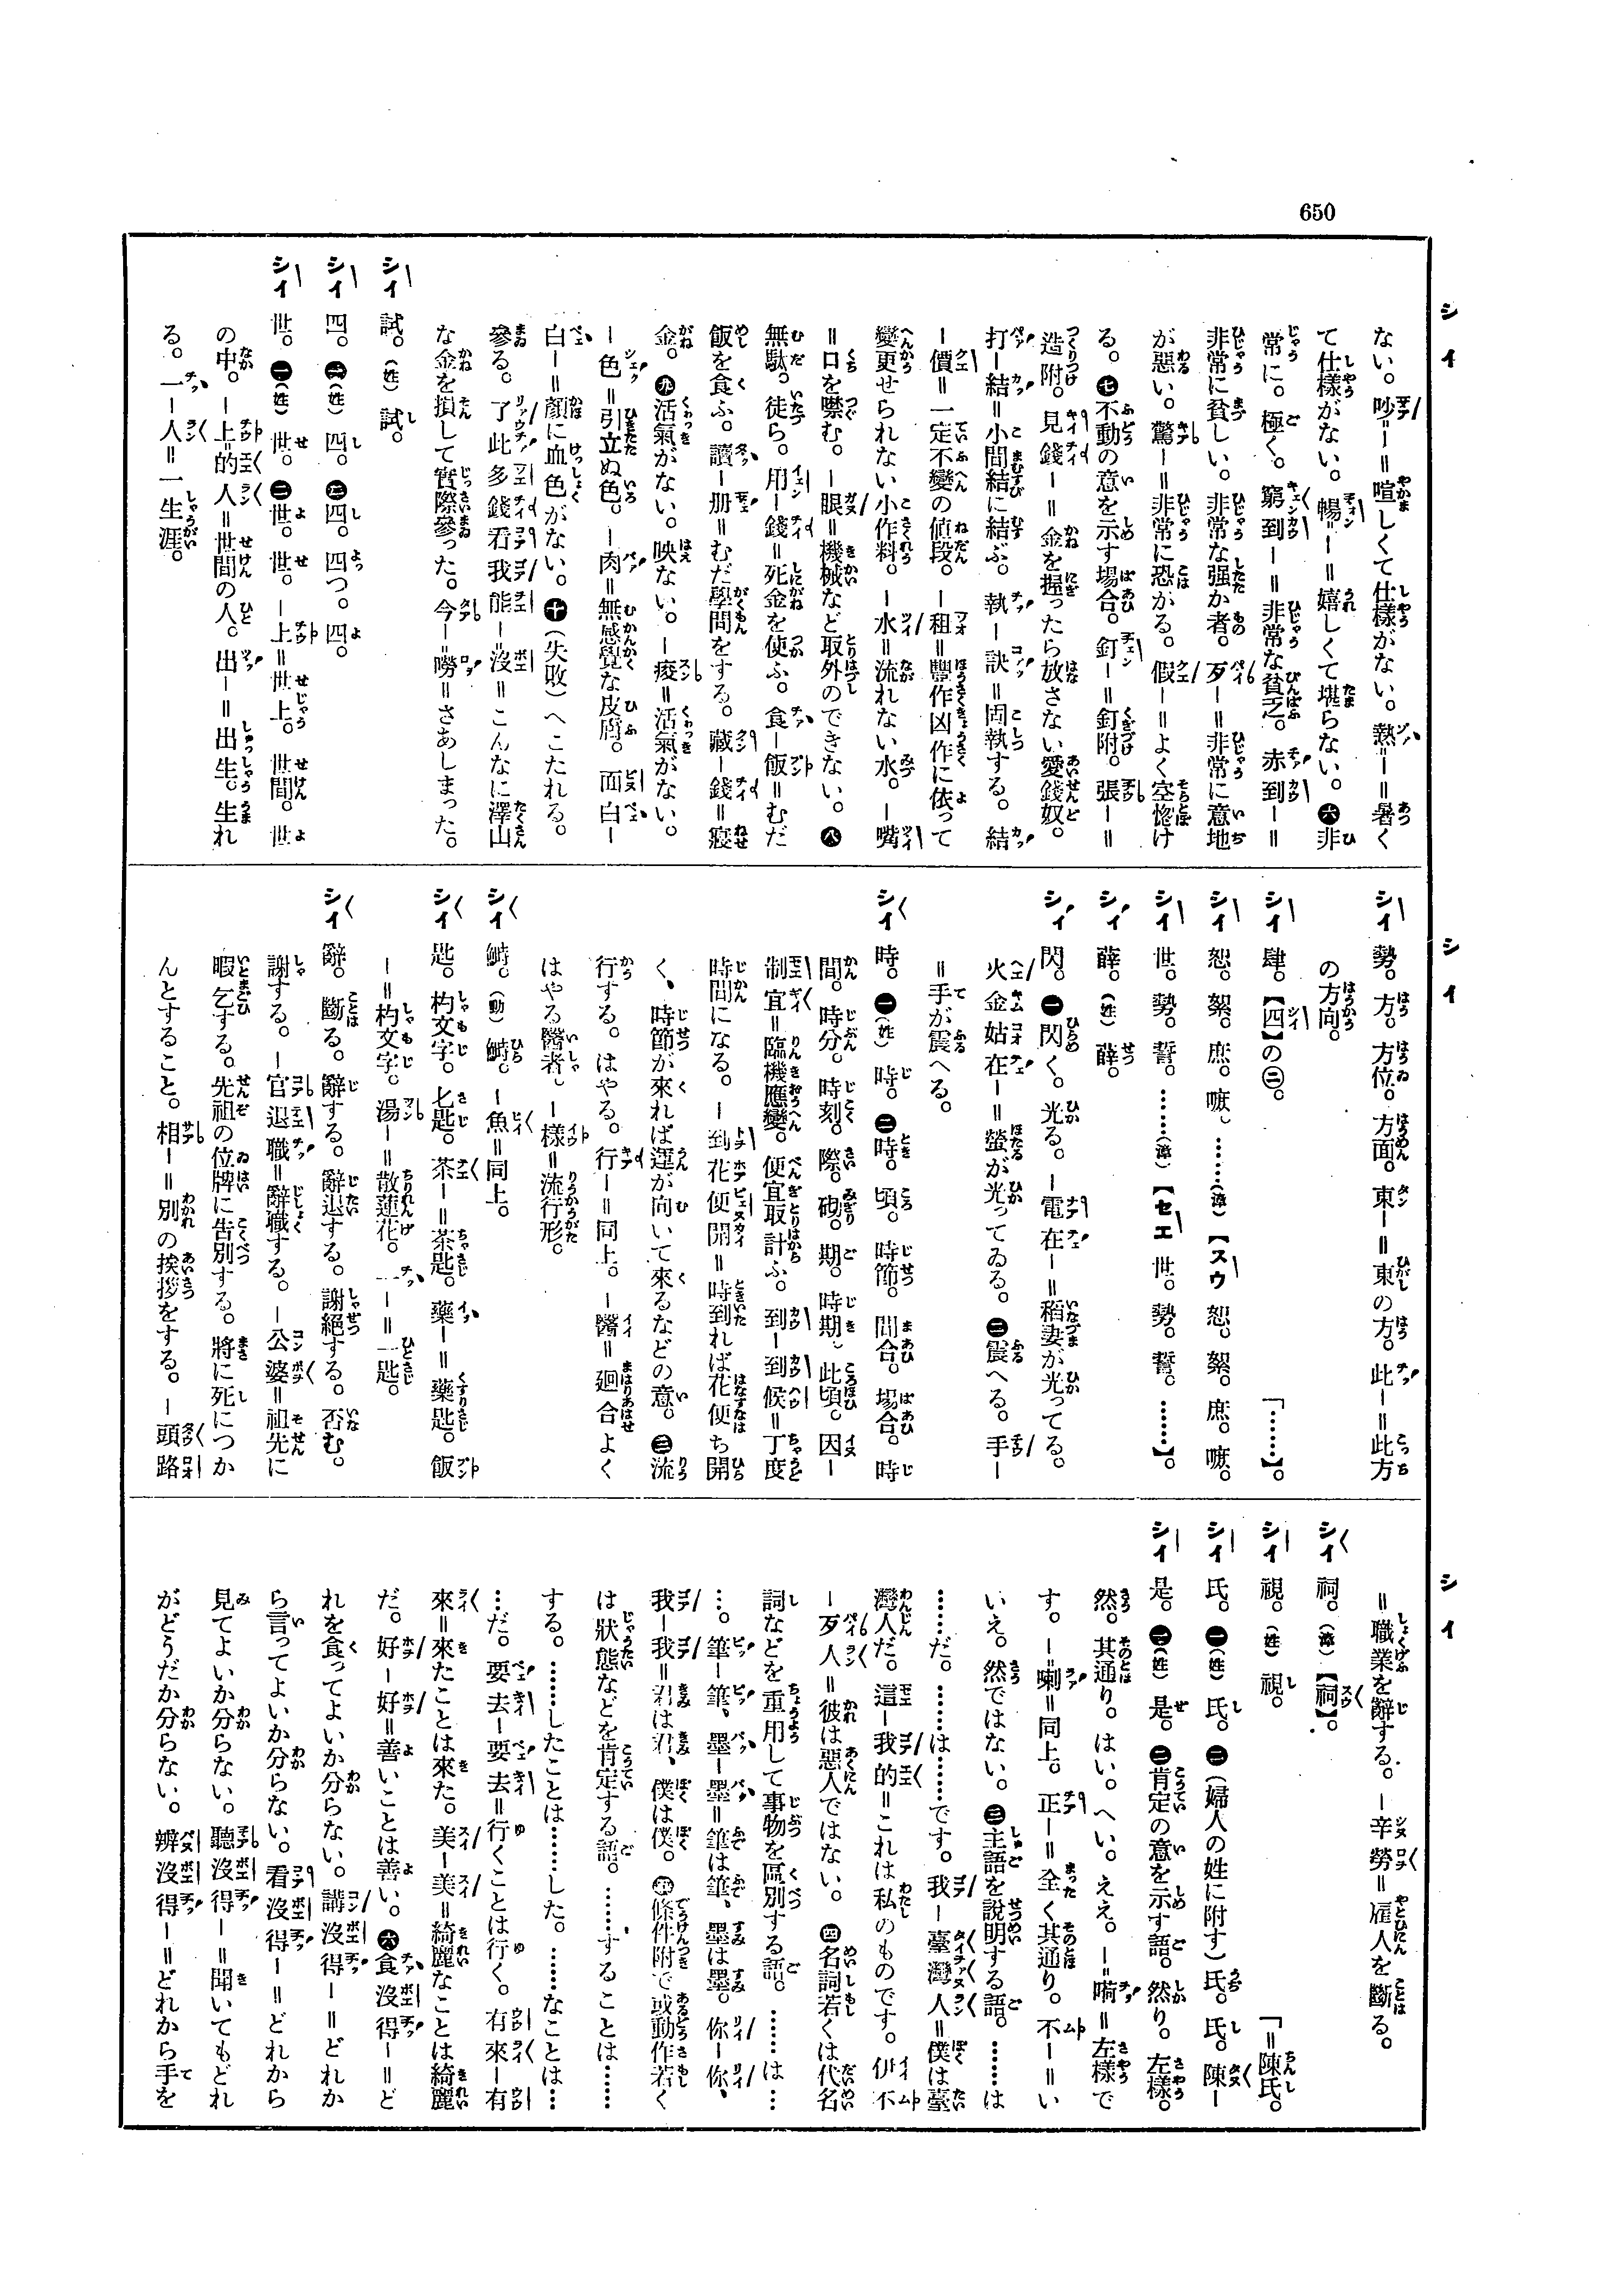 650
シイ
ない。吵ー＝喧しくて仕樣がない。熱ー＝暑く
て仕樣がない。暢ー＝嬉しくて堪らない。㊅非
常に。極く。窮到ー＝非常な貧乏。赤到ー＝
非常に貧しい。非常な强か者。歹ー＝非常に意地
が惡い。驚ー＝非常に恐がる。假ー＝よく空惚け
る。㊆不動の意を示す場合。釘ー＝釘附。張ー＝
造附。見錢ー＝金を握ったら放さない愛錢奴。
打ー結＝小間結に結ぶ。執ー訣＝固執する。結
ー價＝一定不變の値段。ー租＝豐作凶作に依って
變更せられない小作料。ー水＝流れない水。ー嘴
＝口を噤む。ー眼＝機械など取外のできない。㊇
無駄。徒ら。用ー錢＝死金を使ふ。食ー飯＝むだ
飯を食ふ。讀ー册＝むだ學問をする。藏ー錢＝寢
金。㊈活氣がない。映ない。ー痠＝活氣がない。
ー色＝引立ぬ色。ー肉＝無感覺な皮膚。面白ー
白ー＝顏に血色がない。㊉（失敗）へこたれる。
參る。了此多錢看我能ー沒＝こんなに澤山
な金を損して實際參った。今ー嘮＝さあしまった。
シイ 試。（姓）試。
シイ 四。㊀（姓）四。㊁四。四つ。四。
シイ 世。㊀（姓）世。㊁世。世。ー上＝世上。世間。世
の中。ー上的人＝世間の人。出ー＝出生。生れ
る。一ー人＝一生涯。
シイ
シイ 勢。方。方位。方面。東ー＝東の方。此ー＝此方
の方向。
シイ 肆。【四】の㊁。
シイ 恕。絮。庶。嗾。……（漳）【スウ 恕。絮。庶。嗾。
「……】。
シイ 世。勢。誓。……（漳）【セエ 世。勢。誓。……】。
シィ 薛。（姓）薛。
シィ 閃。㊀閃く。光る。ー電在ー＝稻妻が光ってる。
火金姑在ー＝螢が光ってゐる。㊁震へる。手ー
＝手が震へる。
シイ 時。㊀（姓）時。㊁時。頃。時節。間合。場合。時
間。時分。時刻。際。砌。期。時期。此頃。因ー
制宜＝臨機應變。便宜取計ふ。到ー到候＝丁度
時間になる。ー到花便開＝時到れば花便ち開
く、時節が來れば運が向いて來るなどの意。㊂流
行する。はやる。行ー＝同上。ー醫＝廻合よく
はやる醫者。ー樣＝流行形。
シイ 鰣。（動）鰣。ー魚＝同上。
シイ 匙。杓文字。匕匙。茶ー＝茶匙。藥ー＝藥匙。飯
ー＝杓文字。湯ー＝散蓮花。一ー＝一匙。
シイ 辭。斷る。辭する。辭退する。謝絕する。否む。
謝する。ー官退職＝辭職する。ー公婆＝祖先に
暇乞する。先祖の位牌に吿別する。將に死につか
んとすること。相ー＝別の挨拶をする。ー頭路
シイ
＝職業を辭する。ー辛勞＝雇人を斷る。
シイ 祠。（漳）【祠】。
シイ 視。（姓）視。
シイ 氏。㊀（姓）氏。㊁（婦人の姓に附す）氏。氏。陳ー
「＝陳氏。
シイ 是。㊀（姓）是。㊁肯定の意を示す語。然り。左樣。
然。其通り。はい。へい。ええ。ー＝嗬＝左樣で
す。ー＝喇＝同上。正ー＝全く其通り。不ー＝い
いえ。然ではない。㊂主語を說明する語。……は
……だ。……は……です。我ー臺灣人＝僕は臺
灣人だ。這ー我的＝これは私のものです。伊不
ー歹人＝彼は惡人ではない。㊃名詞若くは代名
詞などを重用して事物を區別する語。……は…
…。筆ー筆、墨ー墨＝筆は筆、墨は墨。你ー你、
我ー我＝君は君、僕は僕。㊄條件附で或動作若く
は狀態などを肯定する語。……することは……
する。……したことは……した。……なことは…
…だ。要去ー要去＝行くことは行く。有來ー有
來＝來たことは來た。美ー美＝綺麗なことは綺麗
だ。好ー好＝善いことは善い。㊅食沒得ー＝ど
れを食ってよいか分らない。講沒得ー＝どれか
ら言ってよいか分らない。看沒得ー＝どれから
見てよいか分らない。聽沒得ー＝聞いてもどれ
がどうだか分らない。辨沒得ー＝どれから手を